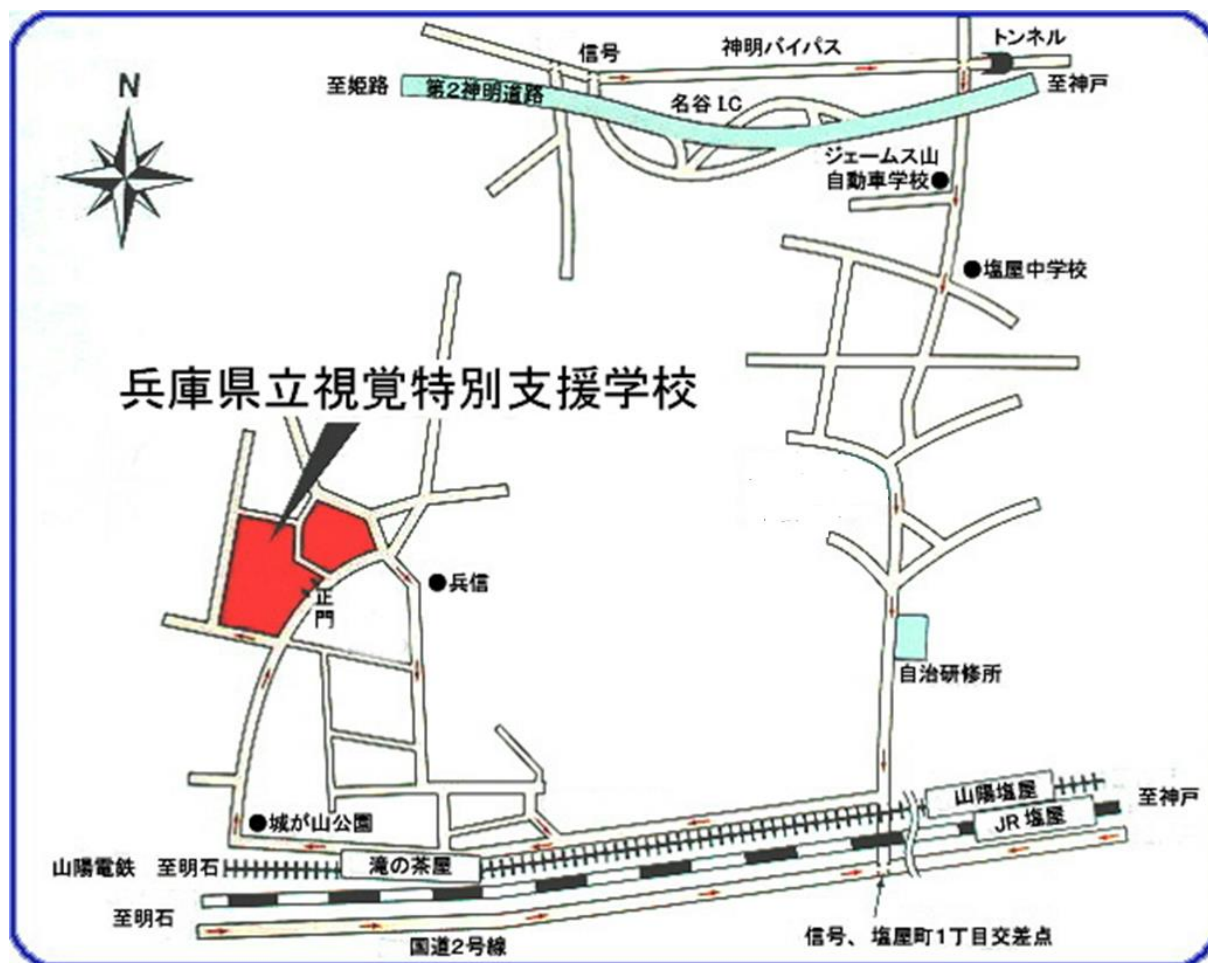 N
信号
神明バイパス
トンネル
至姫路
第2神明道路
名谷 I.C
至神戸
ジェームス山
自動車学校●
●塩屋中学校
兵庫県立視覚特別支援学校
●兵信
正門
自治研修所
山陽塩屋
至神戸
JR 塩屋
●城が山公園
山陽電鉄 至明石
滝の茶屋
至明石
国道2号線
信号、塩屋町1丁目交差点